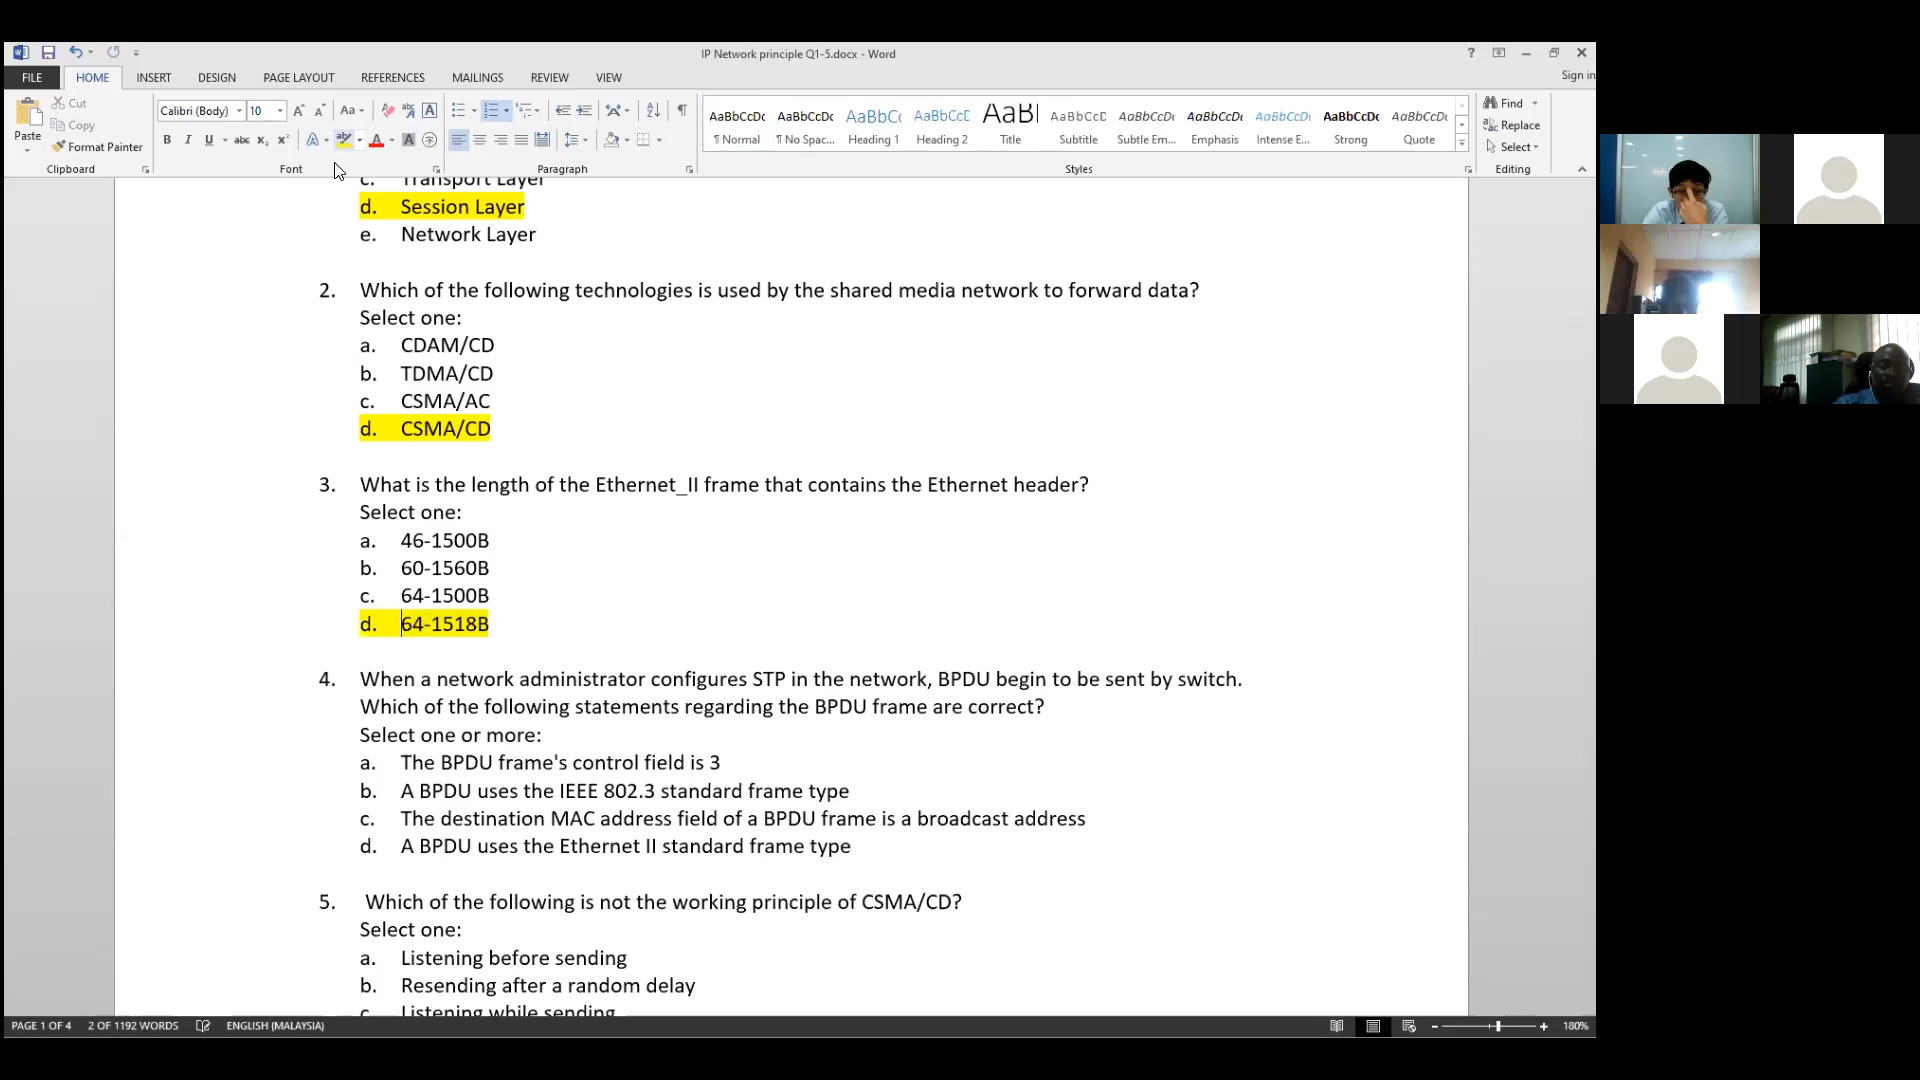 IP Network principle Q1-5.docx - Word
Sign in
FILE HOME INSERT DESIGN PAGE LAYOUT REFERENCES MAILINGS REVIEW VIEW
Paste
Cut
Copy
Format Painter
Clipboard
Calibri (Body) 10
Font
Paragraph
AaBbCcDc AaBbCcDc AaBbCc AaBbCcD AaBl AaBbCcD AaBbCcDc AaBbCcDc AaBbCcDc AaBbCcDc AaBbCcDc
¶ Normal ¶ No Spac... Heading 1 Heading 2 Title Subtitle Subtle Em... Emphasis Intense E... Strong Quote
Styles
Find
Replace
Select
Editing
c. Transport Layer
d. Session Layer
e. Network Layer
2. Which of the following technologies is used by the shared media network to forward data?
Select one:
a. CDAM/CD
b. TDMA/CD
c. CSMA/AC
d. CSMA/CD
3. What is the length of the Ethernet_II frame that contains the Ethernet header?
Select one:
a. 46-1500B
b. 60-1560B
c. 64-1500B
d. 64-1518B
4. When a network administrator configures STP in the network, BPDU begin to be sent by switch.
Which of the following statements regarding the BPDU frame are correct?
Select one or more:
a. The BPDU frame's control field is 3
b. A BPDU uses the IEEE 802.3 standard frame type
c. The destination MAC address field of a BPDU frame is a broadcast address
d. A BPDU uses the Ethernet II standard frame type
5. Which of the following is not the working principle of CSMA/CD?
Select one:
a. Listening before sending
b. Resending after a random delay
c. Listening while sending
PAGE 1 OF 4 2 OF 1192 WORDS ENGLISH (MALAYSIA) 180%